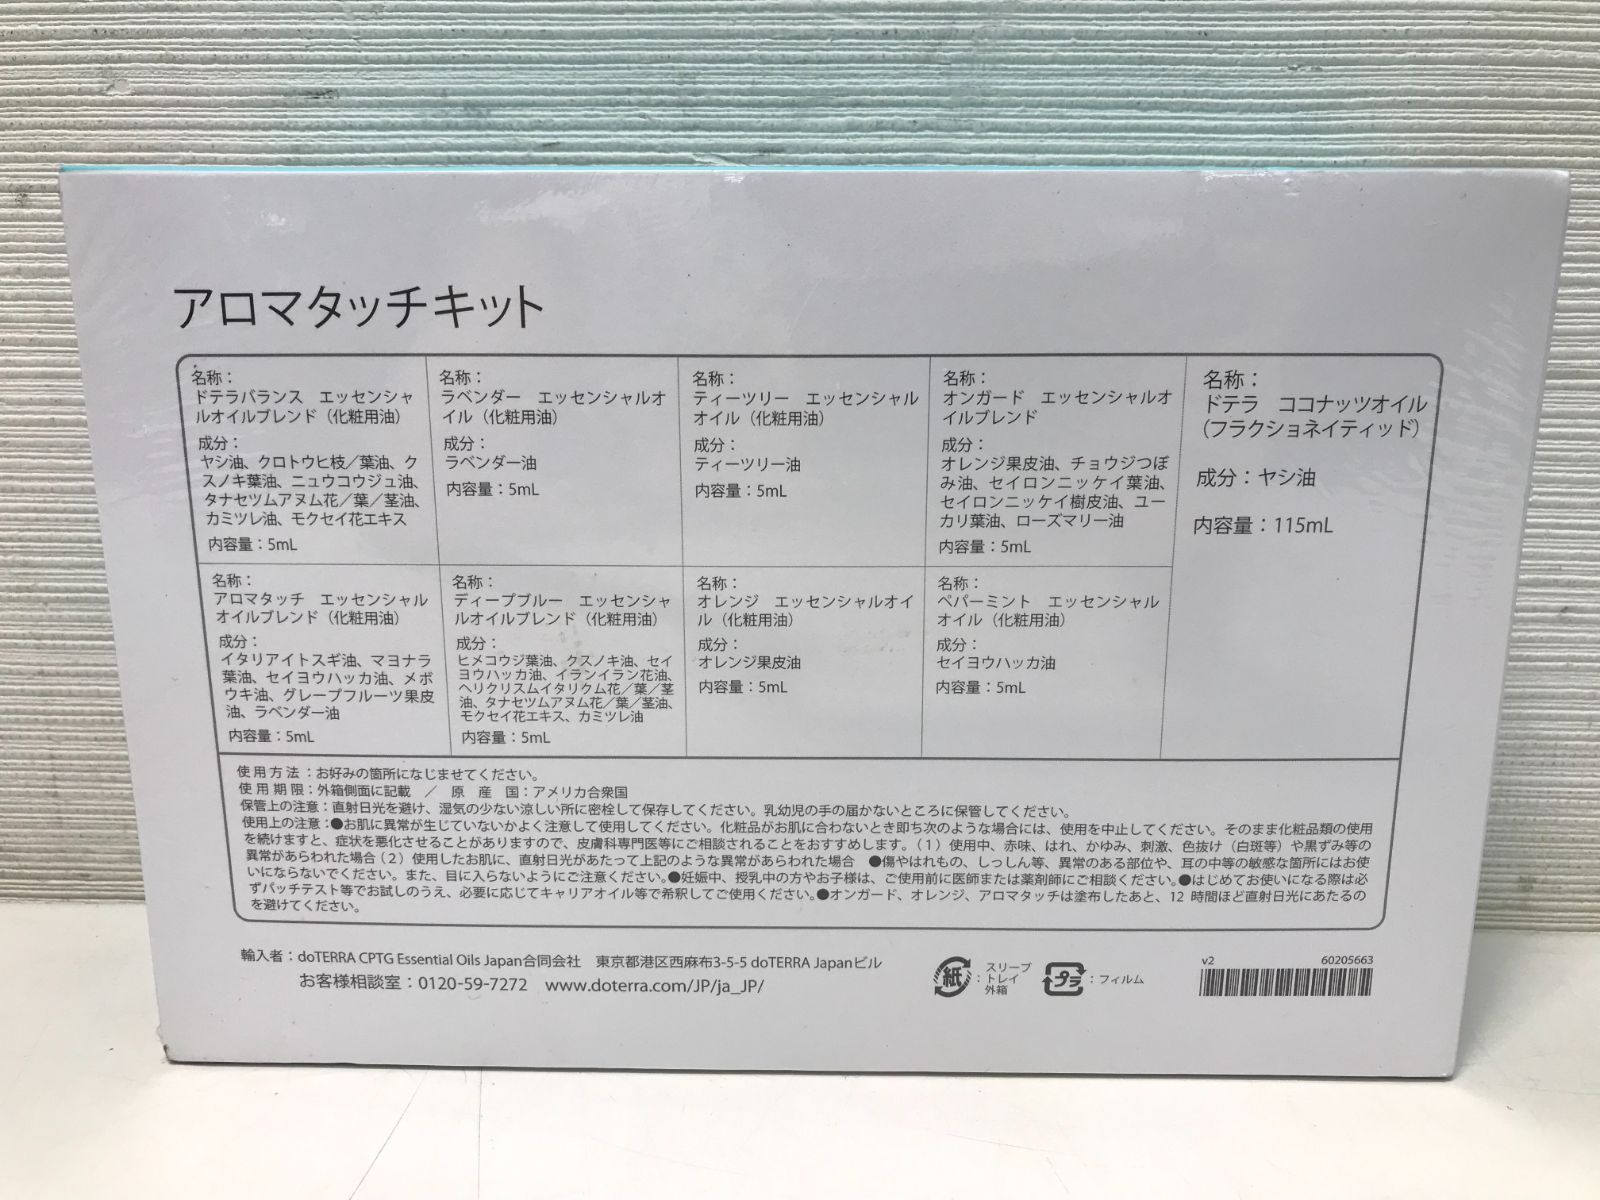 アロマタッチキット
名称：
ドテラバランス　エッセンシャ
ルオイルブレンド（化粧用油）
成分：
ヤシ油、クロトウヒ枝／葉油、ク
スノキ葉油、ニュウコウジュ油、
タナセツムアヌム花／葉／茎油、
カミツレ油、モクセイ花エキス
内容量：5mL
名称：
ラベンダー　エッセンシャルオ
イル（化粧用油）
成分：
ラベンダー油
内容量：5mL
名称：
ティーツリー　エッセンシャル
オイル（化粧用油）
成分：
ティーツリー油
内容量：5mL
名称：
オンガード　エッセンシャルオ
イルブレンド
成分：
オレンジ果皮油、チョウジつぼ
み油、セイロンニッケイ葉油、
セイロンニッケイ樹皮油、ユー
カリ葉油、ローズマリー油
内容量：5mL
名称：
ドテラ　ココナッツオイル
（フラクショネイティッド）
成分：ヤシ油
内容量：115mL
名称：
アロマタッチ　エッセンシャル
オイルブレンド（化粧用油）
成分：
イタリアイトスギ油、マヨナラ
葉油、セイヨウハッカ油、メボ
ウキ油、グレープフルーツ果皮
油、ラベンダー油
内容量：5mL
名称：
ディープブルー　エッセンシャ
ルオイルブレンド（化粧用油）
成分：
ヒメコウジ葉油、クスノキ油、セイ
ヨウハッカ油、イランイラン花油、
ヘリクリスムイタリクム花／葉／茎
油、タナセツムアヌム花／葉／茎油、
モクセイ花エキス、カミツレ油
内容量：5mL
名称：
オレンジ　エッセンシャルオイ
ル（化粧用油）
成分：
オレンジ果皮油
内容量：5mL
名称：
ペパーミント　エッセンシャル
オイル（化粧用油）
成分：
セイヨウハッカ油
内容量：5mL
使用方法：お好みの箇所になじませてください。
使用期限：外箱側面に記載　／　原　産　国：アメリカ合衆国
保管上の注意：直射日光を避け、湿気の少ない涼しい所に密栓して保存してください。乳幼児の手の届かないところに保管してください。
使用上の注意：●お肌に異常が生じていないかよく注意して使用してください。化粧品がお肌に合わないとき即ち次のような場合には、使用を中止してください。そのまま化粧品類の使用
を続けますと、症状を悪化させることがありますので、皮膚科専門医等にご相談されることをおすすめします。（1）使用中、赤味、はれ、かゆみ、刺激、色抜け（白斑等）や黒ずみ等の
異常があらわれた場合（2）使用したお肌に、直射日光があたって上記のような異常があらわれた場合　●傷やはれもの、しっしん等、異常のある部位や、耳の中等の敏感な箇所にはお使
いにならないでください。また、目に入らないようにご注意ください。●妊娠中、授乳中の方やお子様は、ご使用前に医師または薬剤師にご相談ください。●はじめてお使いになる際は必
ずパッチテスト等でお試しのうえ、必要に応じてキャリアオイル等で希釈してご使用ください。●オンガード、オレンジ、アロマタッチは塗布したあと、12 時間ほど直射日光にあたるの
を避けてください。
輸入者：doTERRA CPTG Essential Oils Japan合同会社　東京都港区西麻布3-5-5 doTERRA Japanビル
お客様相談室：0120-59-7272　www.doterra.com/JP/ja_JP/
紙：スリーブ
トレイ
外箱
プラ：フィルム
v2　60205663